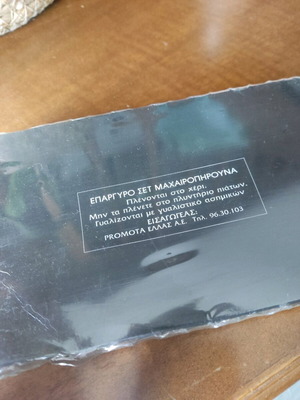 ΕΠΑΡΓΥΡΟ ΣΕΤ ΜΑΧΑΙΡΟΠΗΡΟΥΝΑ
Πλένονται στο χέρι.
Μην τα πλένετε στο πλυντήριο πιάτων.
Γυαλίζονται με γυαλιστικό ασημικών
ΕΙΣΑΓΩΓΕΑΣ:
PROMOTA ΕΛΛΑΣ Α.Ε. Τηλ. 96.30.103